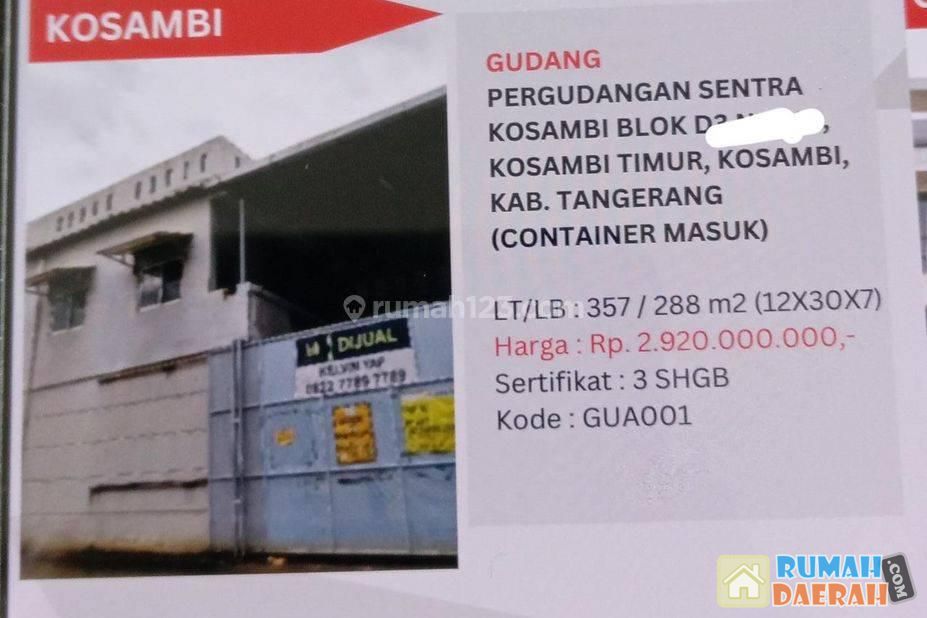 KOSAMBI
GUDANG
PERGUDANGAN SENTRA
KOSAMBI BLOK D3
KOSAMBI TIMUR, KOSAMBI,
KAB. TANGERANG
(CONTAINER MASUK)
LT/LB : 357 / 288 m2 (12X30X7)
Harga : Rp. 2.920.000.000,-
Sertifikat : 3 SHGB
Kode : GUA001
DIJUAL
KELVIN YAP
0822 7789 7789
rumah123.com
RUMAH
DAERAH.COM